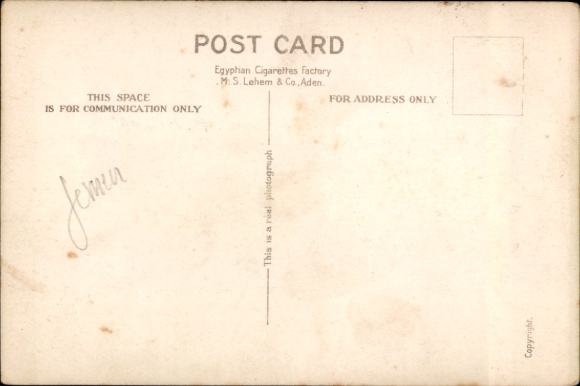 POST CARD
Egyptian Cigarettes Factory
M. S. Lehem & Co., Aden.
THIS SPACE
IS FOR COMMUNICATION ONLY
FOR ADDRESS ONLY
This is a real photograph
Copyright.